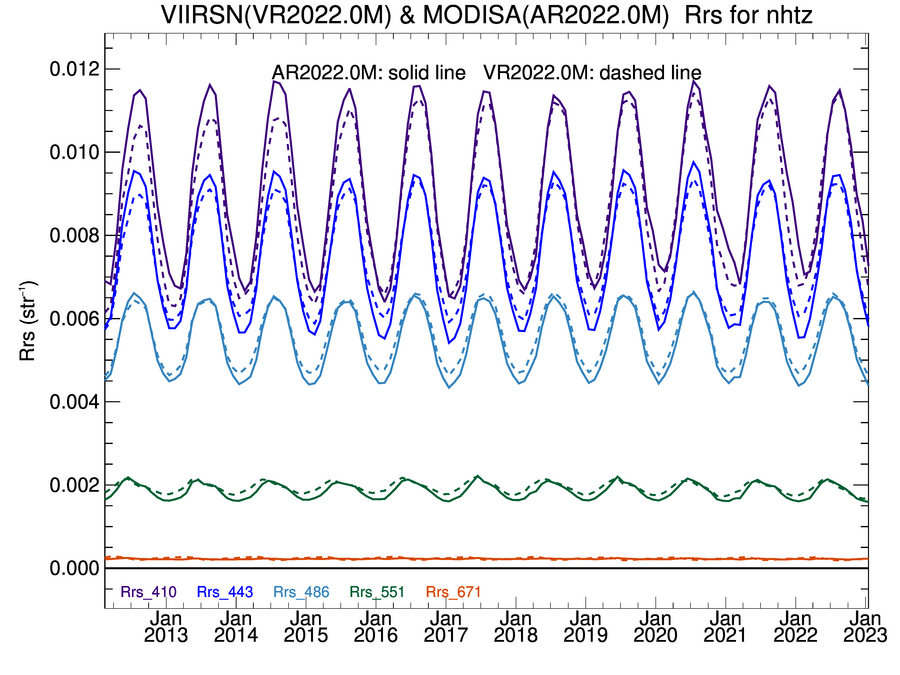 VIIRSN(VR2022.0M) & MODISA(AR2022.0M)  Rrs for nhtz
AR2022.0M: solid line   VR2022.0M: dashed line
0.012
0.010
0.008
0.006
0.004
0.002
0.000
Rrs (str⁻¹)
Rrs_410 Rrs_443 Rrs_486 Rrs_551 Rrs_671
Jan Jan Jan Jan Jan Jan Jan Jan Jan Jan Jan
2013 2014 2015 2016 2017 2018 2019 2020 2021 2022 2023